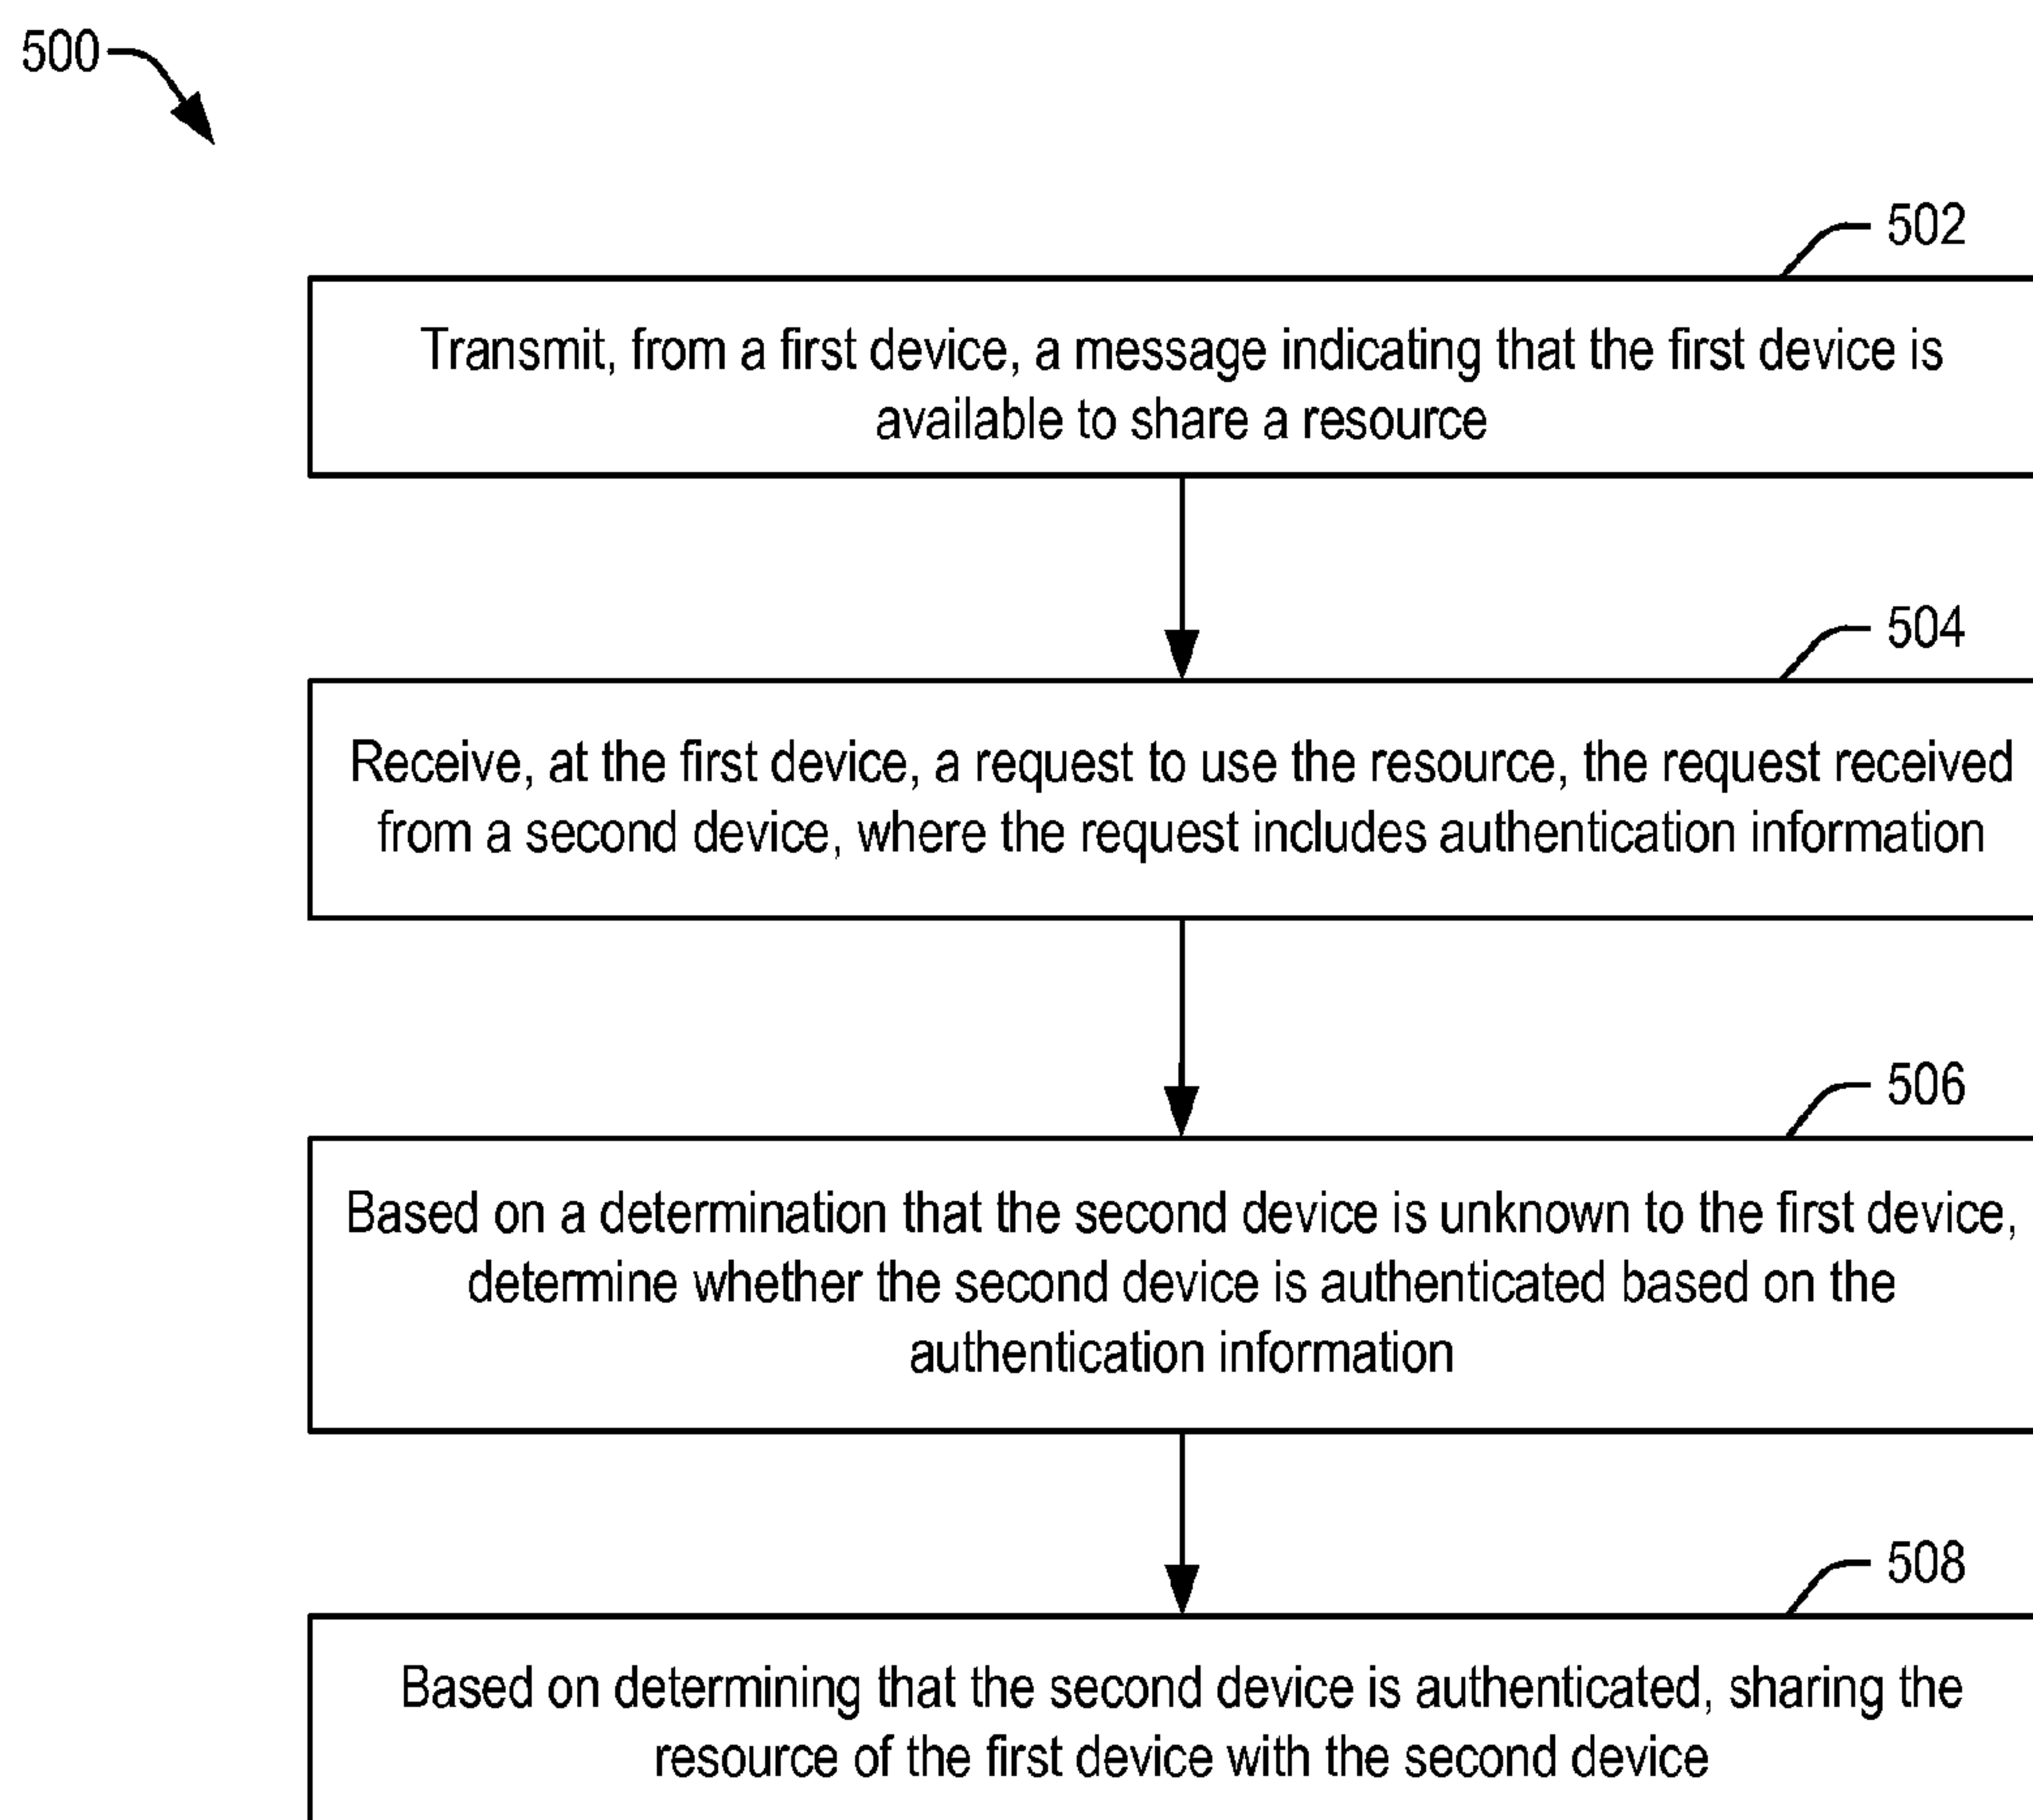 500
502
Transmit, from a first device, a message indicating that the first device is
available to share a resource
504
Receive, at the first device, a request to use the resource, the request received
from a second device, where the request includes authentication information
506
Based on a determination that the second device is unknown to the first device,
determine whether the second device is authenticated based on the
authentication information
508
Based on determining that the second device is authenticated, sharing the
resource of the first device with the second device